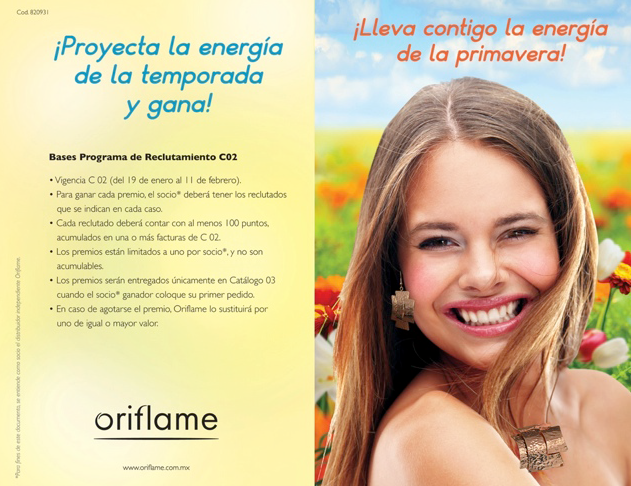 Cod. 820931
¡Proyecta la energía
de la temporada
y gana!
Bases Programa de Reclutamiento C02
• Vigencia C 02 (del 19 de enero al 11 de febrero).
• Para ganar cada premio, el socio* deberá tener los reclutados
que se indican en cada caso.
• Cada reclutado deberá contar con al menos 100 puntos,
acumulados en una o más facturas de C 02.
• Los premios están limitados a uno por socio*, y no son
acumulables.
• Los premios serán entregados únicamente en Catálogo 03
cuando el socio* ganador coloque su primer pedido.
• En caso de agotarse el premio, Oriflame lo sustituirá por
uno de igual o mayor valor.
*Para fines de este documento, se entiende como socio al distribuidor independiente Oriflame.
oriflame
www.oriflame.com.mx
¡Lleva contigo la energía
de la primavera!